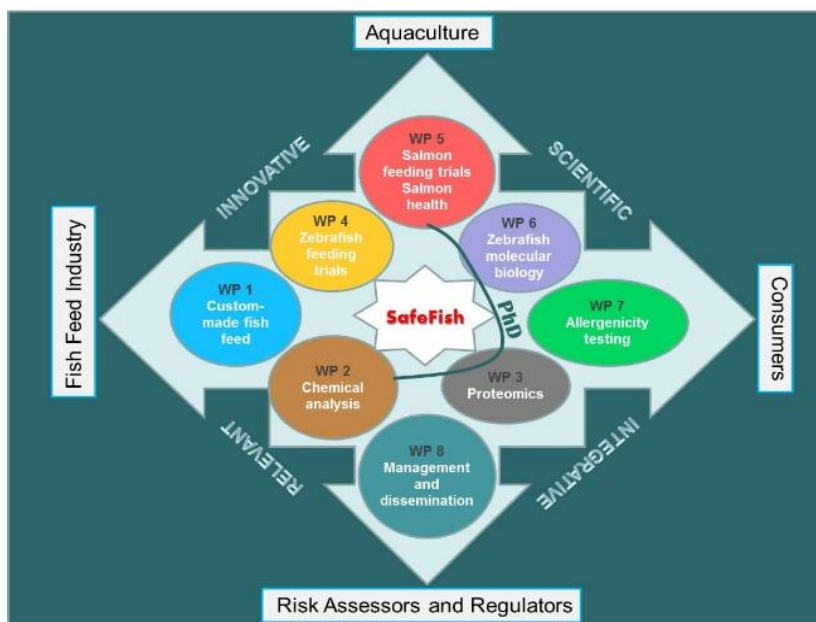 Aquaculture
INNOVATIVE
SCIENTIFIC
WP 5
Salmon
feeding trials
Salmon
health
WP 4
Zebrafish
feeding
trials
WP 6
Zebrafish
molecular
biology
Fish Feed Industry
WP 1
Custom-
made fish
feed
SafeFish
PhD
WP 7
Allergenicity
testing
Consumers
WP 2
Chemical
analysis
WP 3
Proteomics
RELEVANT
WP 8
Management
and
dissemination
INTEGRATIVE
Risk Assessors and Regulators